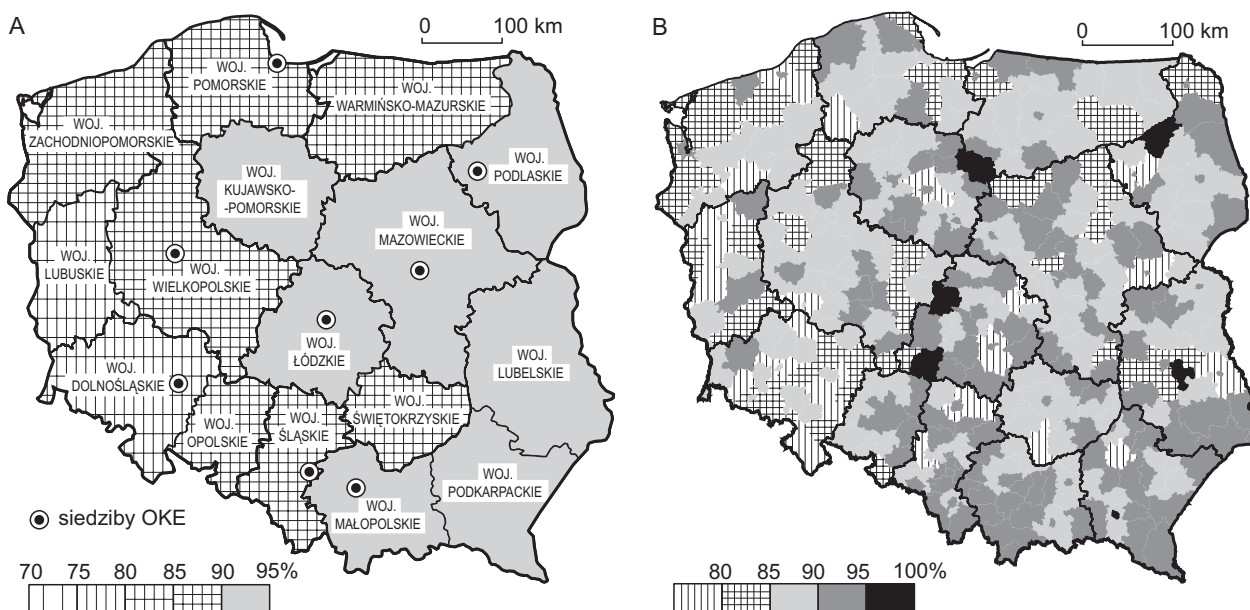 A
0 100 km
WOJ.
POMORSKIE
WOJ.
WARMIŃSKO-MAZURSKIE
WOJ.
ZACHODNIOPOMORSKIE
WOJ.
PODLASKIE
WOJ.
KUJAWSKO-
-POMORSKIE
WOJ.
MAZOWIECKIE
WOJ.
LUBUSKIE
WOJ.
WIELKOPOLSKIE
WOJ.
ŁÓDZKIE
WOJ.
LUBELSKIE
WOJ.
DOLNOŚLĄSKIE
WOJ.
OPOLSKIE
WOJ.
ŚLĄSKIE
WOJ.
ŚWIĘTOKRZYSKIE
WOJ.
PODKARPACKIE
WOJ.
MAŁOPOLSKIE
siedziby OKE
70 75 80 85 90 95%
B
0 100 km
80 85 90 95 100%